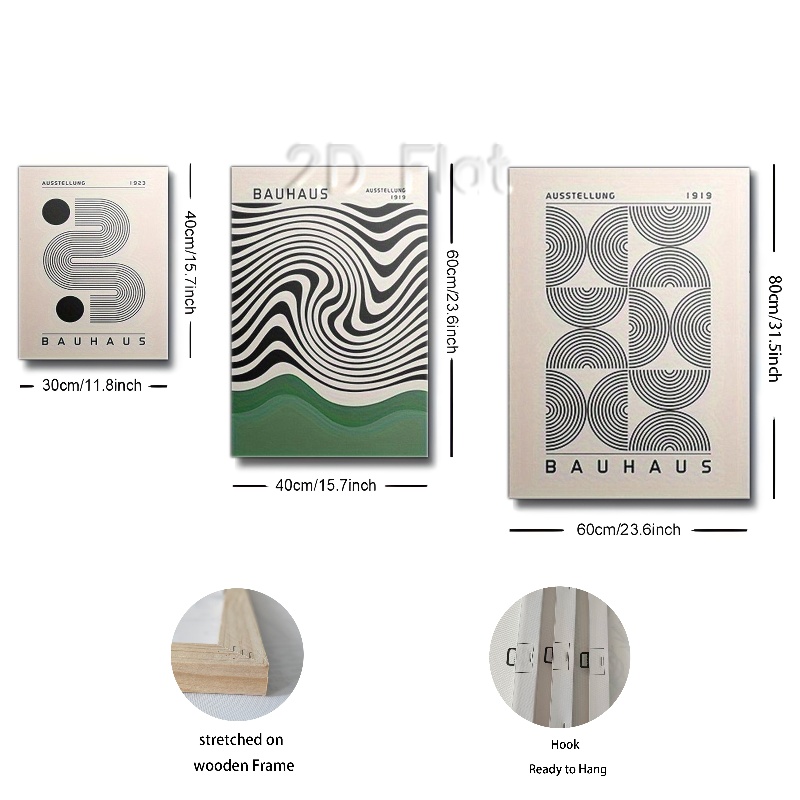 2D Flat
AUSSTELLUNG 1923
BAUHAUS
40cm/15.7inch
30cm/11.8inch
BAUHAUS
AUSSTELLUNG
1919
60cm/23.6inch
40cm/15.7inch
AUSSTELLUNG 1919
BAUHAUS
80cm/31.5inch
60cm/23.6inch
stretched on
wooden Frame
Hook
Ready to Hang